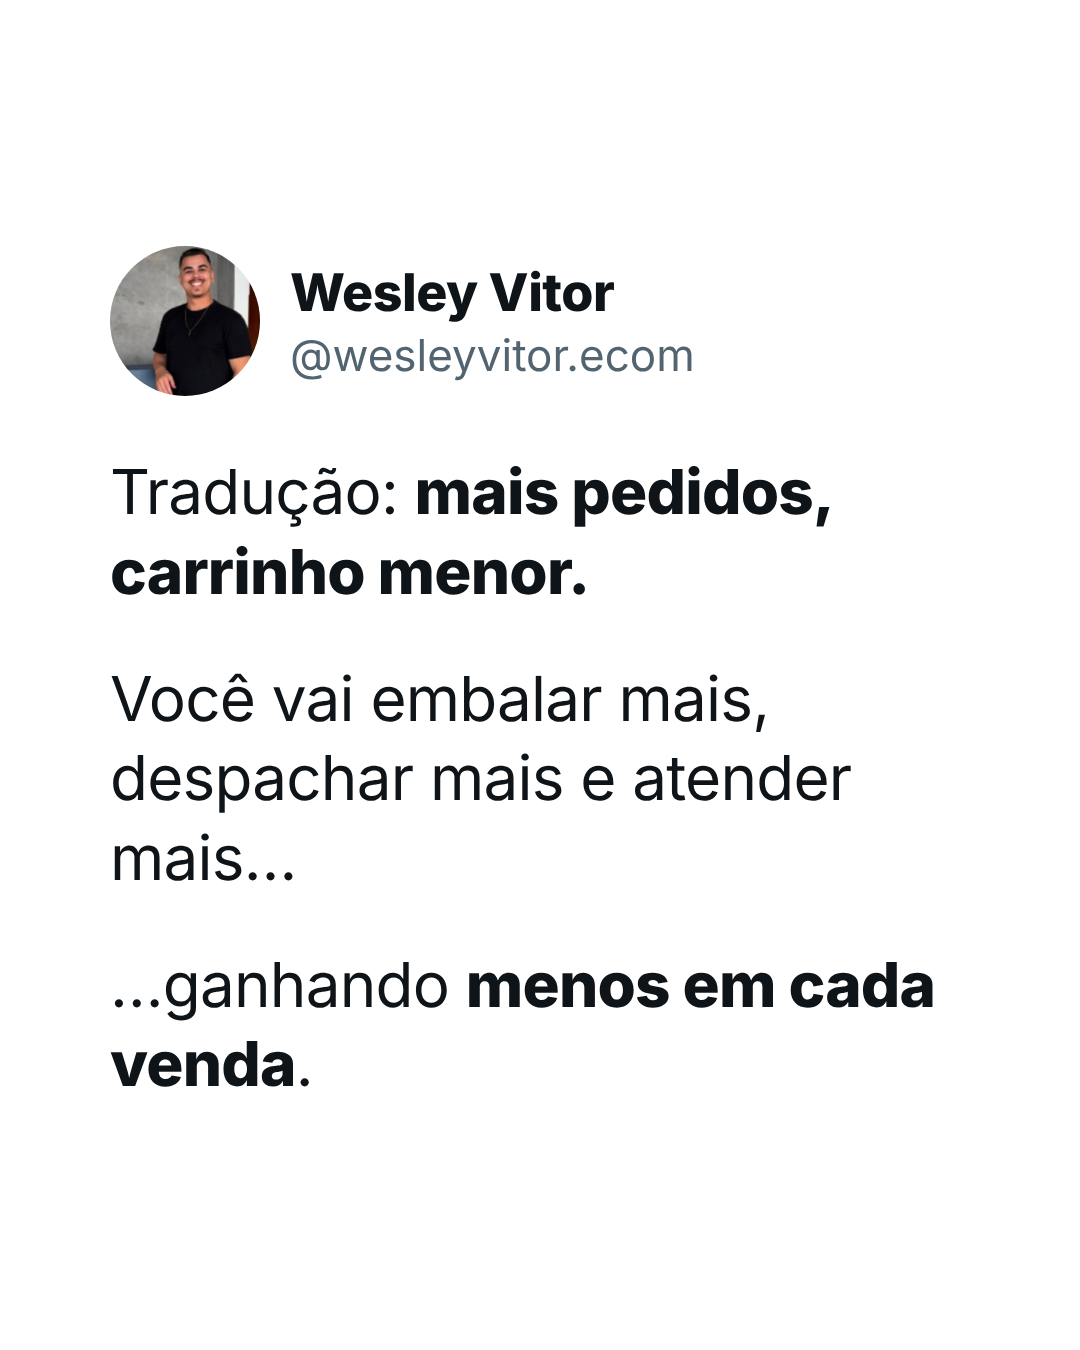 Wesley Vitor
@wesleyvitor.ecom
Tradução: mais pedidos,
carrinho menor.
Você vai embalar mais,
despachar mais e atender
mais...
...ganhando menos em cada
venda.